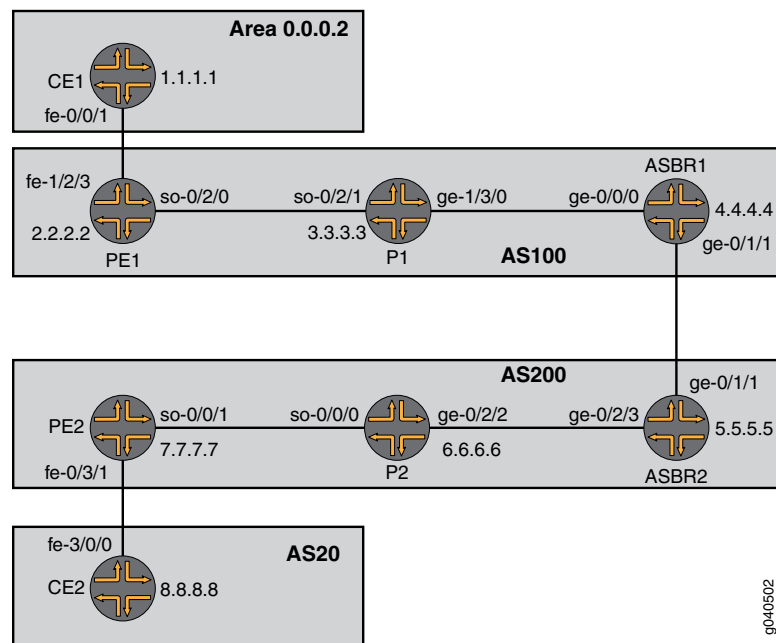 Area 0.0.0.2
CE1
1.1.1.1
fe-0/0/1
fe-1/2/3
so-0/2/0
so-0/2/1
ge-1/3/0
ge-0/0/0
ASBR1
4.4.4.4
2.2.2.2
3.3.3.3
ge-0/1/1
PE1
P1
AS100
AS200
ge-0/1/1
PE2
so-0/0/1
so-0/0/0
ge-0/2/2
ge-0/2/3
5.5.5.5
7.7.7.7
6.6.6.6
fe-0/3/1
P2
ASBR2
fe-3/0/0
AS20
CE2
8.8.8.8
g040502